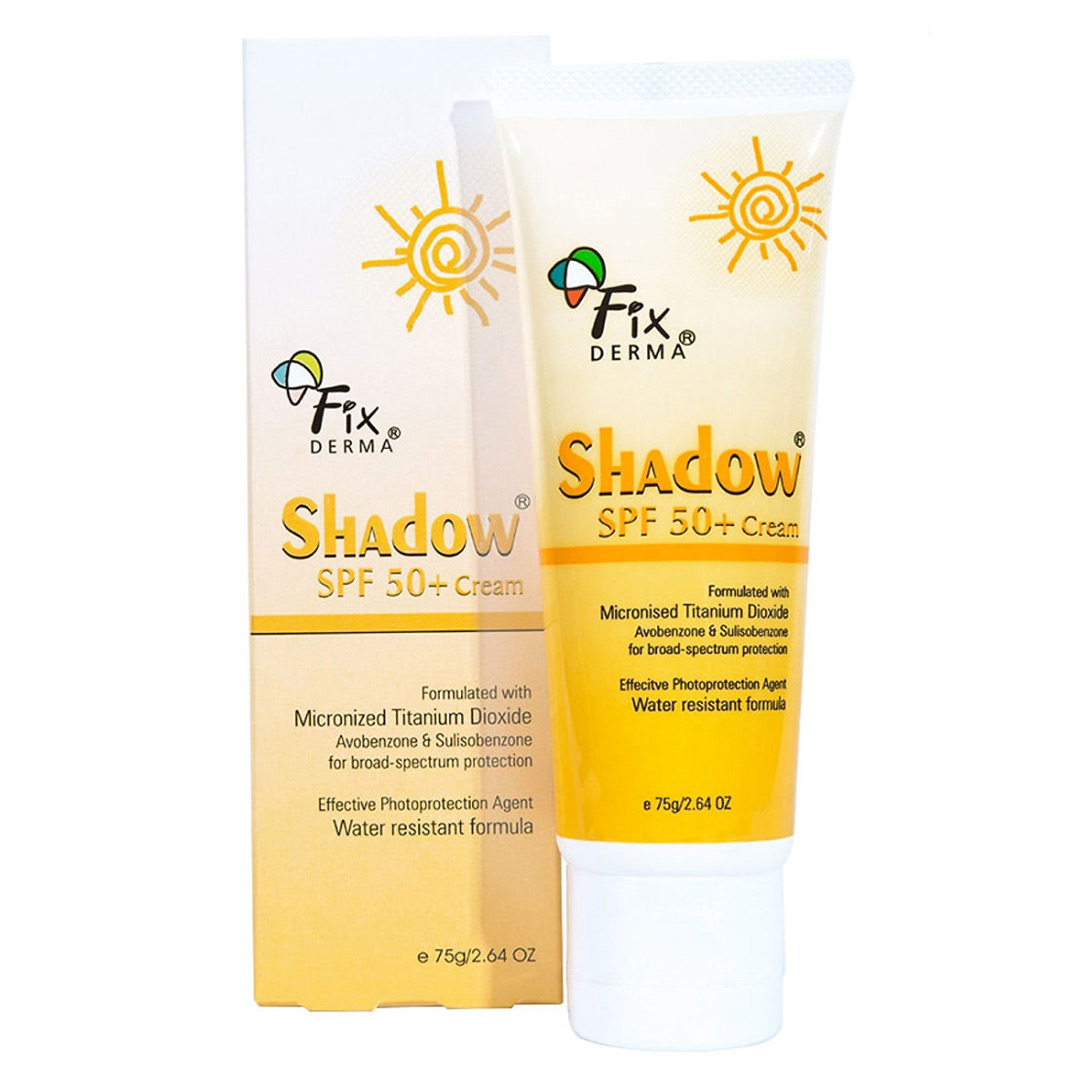 Fix
DERMA®
Shadow®
SPF 50+ Cream
Formulated with
Micronized Titanium Dioxide
Avobenzone & Sulisobenzone
for broad-spectrum protection
Effective Photoprotection Agent
Water resistant formula
e 75g/2.64 OZ
Fix
DERMA®
Shadow®
SPF 50+ Cream
Formulated with
Micronised Titanium Dioxide
Avobenzone & Sulisobenzone
for broad-spectrum protection
Effecitve Photoprotection Agent
Water resistant formula
e 75g/2.64 OZ